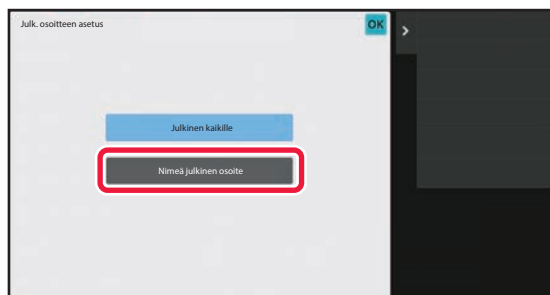 Julk. osoitteen asetus
OK
Julkinen kaikille
Nimeä julkinen osoite